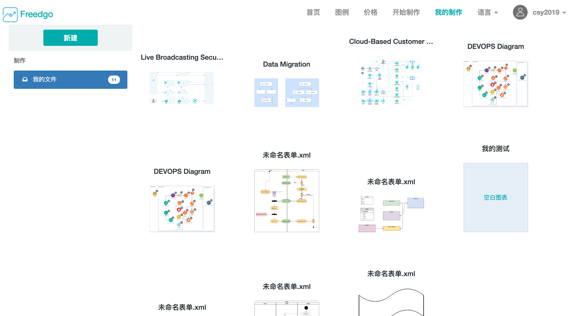 Freedgo
首页 图例 价格 开始制作 我的制作 语言 csy2019
新建
制作
我的文件 11
Live Broadcasting Secu...
Data Migration
Cloud-Based Customer ...
DEVOPS Diagram
DEVOPS Diagram
未命名表单.xml
未命名表单.xml
我的测试
空白图表
未命名表单.xml
未命名表单.xml
未命名表单.xml